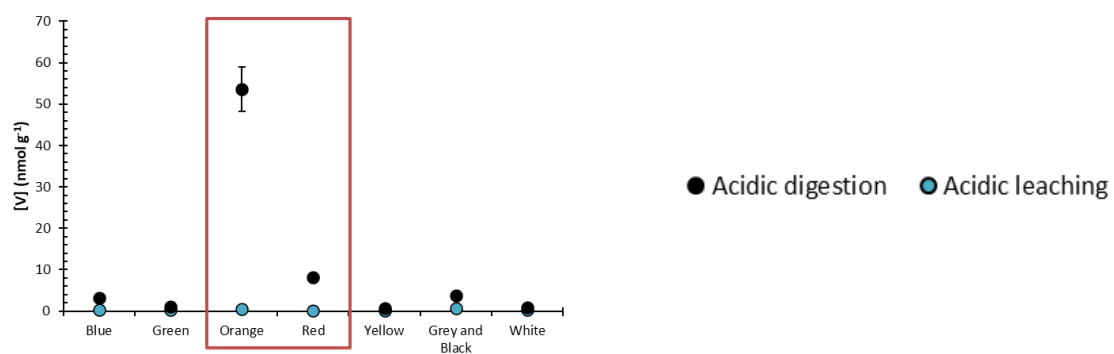 70
60
50
40
30
20
10
0
[V] (nmol g⁻¹)
Blue
Green
Orange
Red
Yellow
Grey and
Black
White
Acidic digestion
Acidic leaching